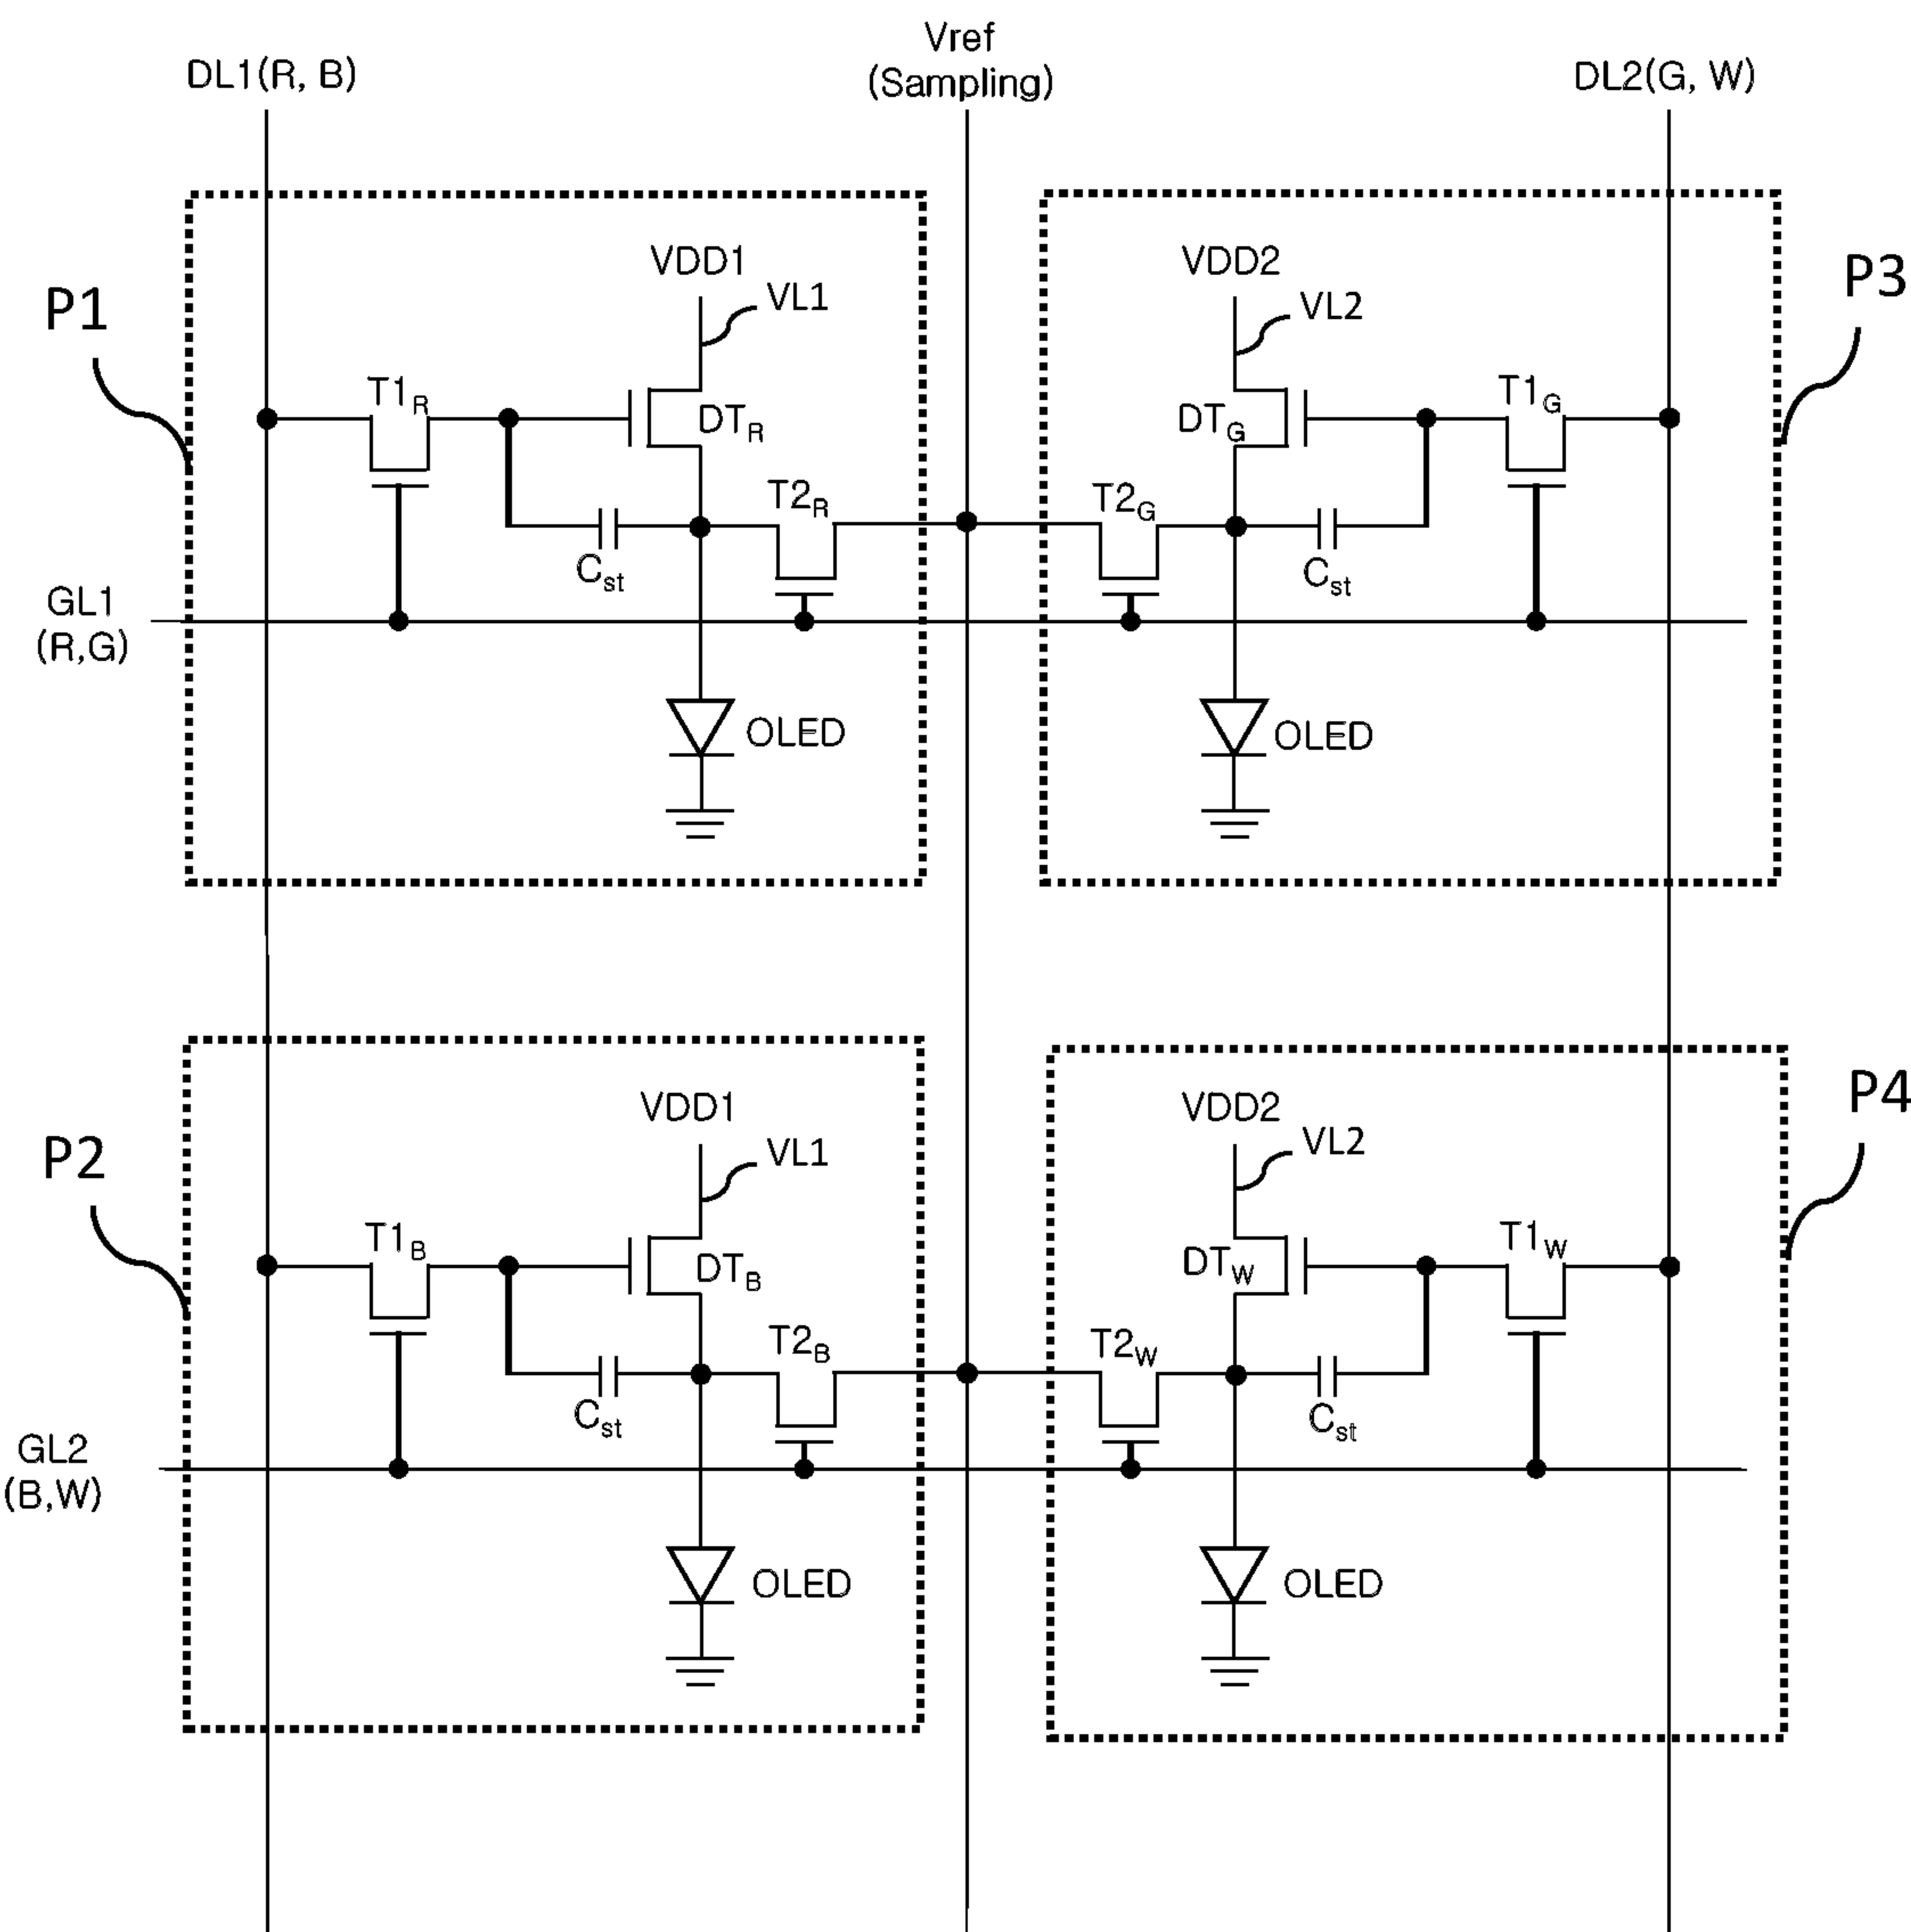 Vref
(Sampling)
DL1(R, B)
DL2(G, W)
VDD1
VL1
VDD2
VL2
P1
P3
T1R
DTR
DTG
T1G
T2R
T2G
Cst
Cst
GL1
(R,G)
OLED
OLED
VDD1
VL1
VDD2
VL2
P2
P4
T1B
DTB
DTW
T1W
T2B
T2W
Cst
Cst
GL2
(B,W)
OLED
OLED